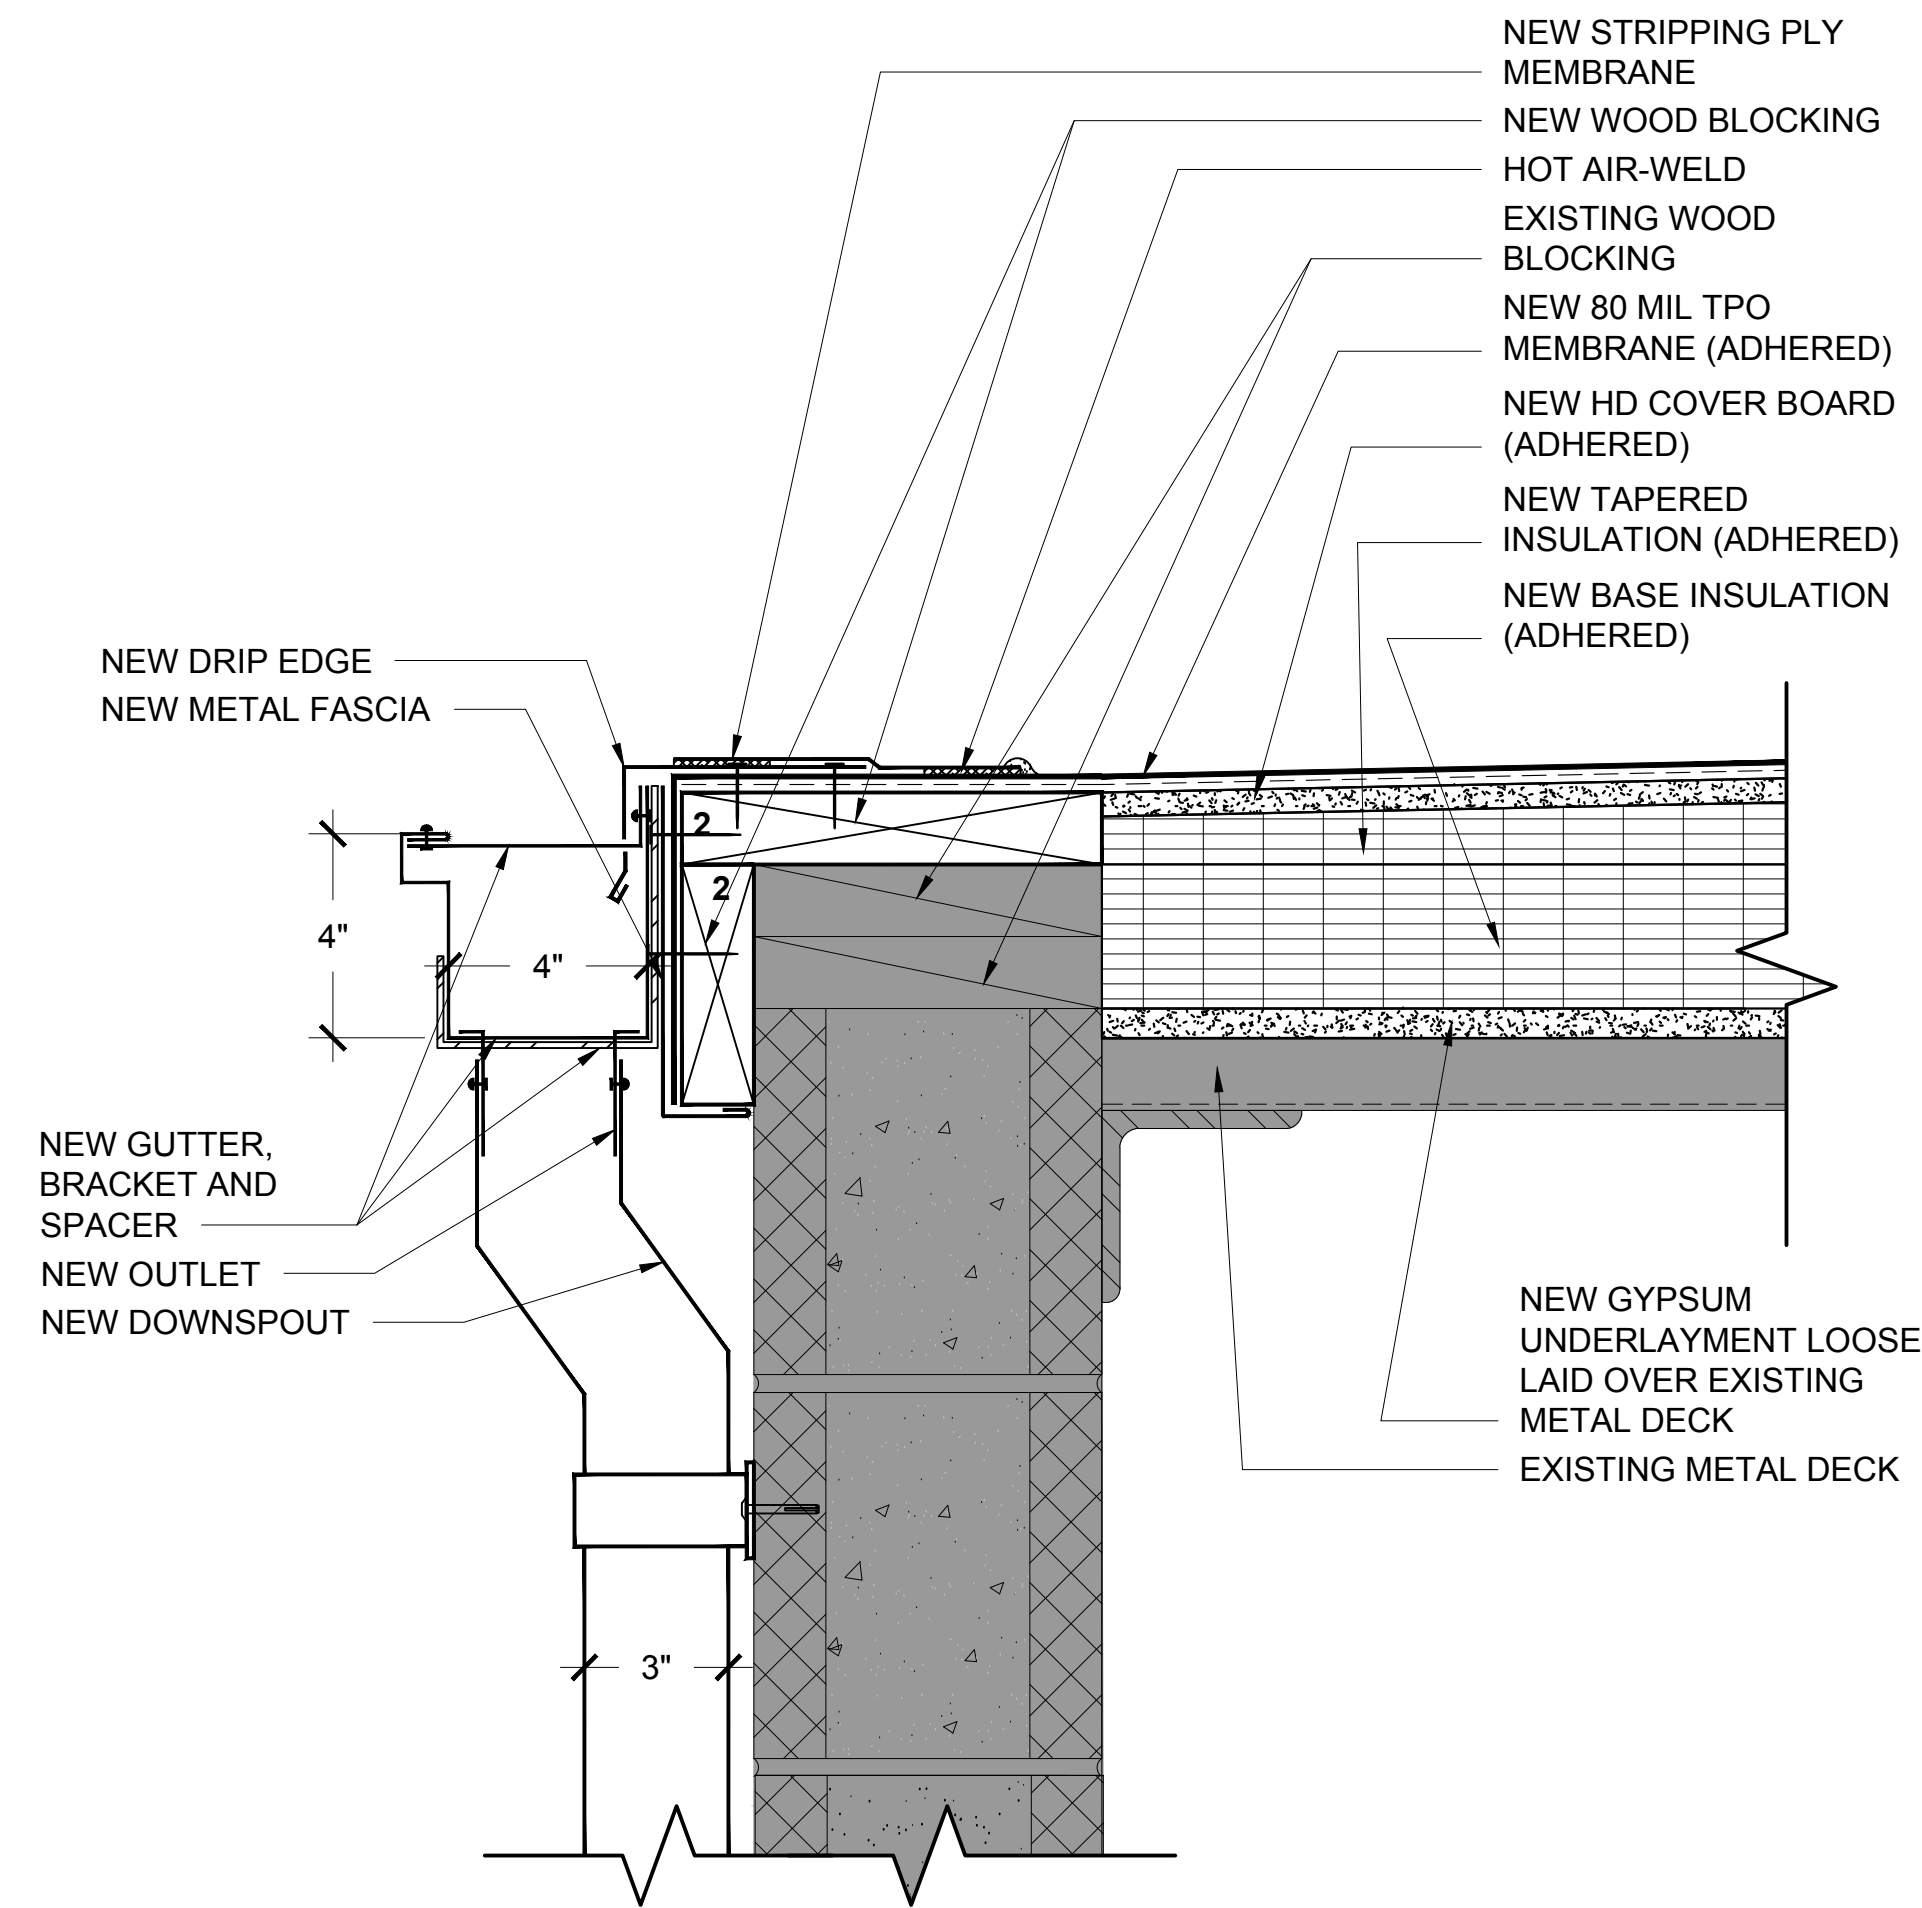 NEW STRIPPING PLY
MEMBRANE
NEW WOOD BLOCKING
HOT AIR-WELD
EXISTING WOOD
BLOCKING
NEW 80 MIL TPO
MEMBRANE (ADHERED)
NEW HD COVER BOARD
(ADHERED)
NEW TAPERED
INSULATION (ADHERED)
NEW BASE INSULATION
(ADHERED)
NEW DRIP EDGE
NEW METAL FASCIA
2
2
4"
4"
NEW GUTTER,
BRACKET AND
SPACER
NEW OUTLET
NEW DOWNSPOUT
NEW GYPSUM
UNDERLAYMENT LOOSE
LAID OVER EXISTING
METAL DECK
EXISTING METAL DECK
3"